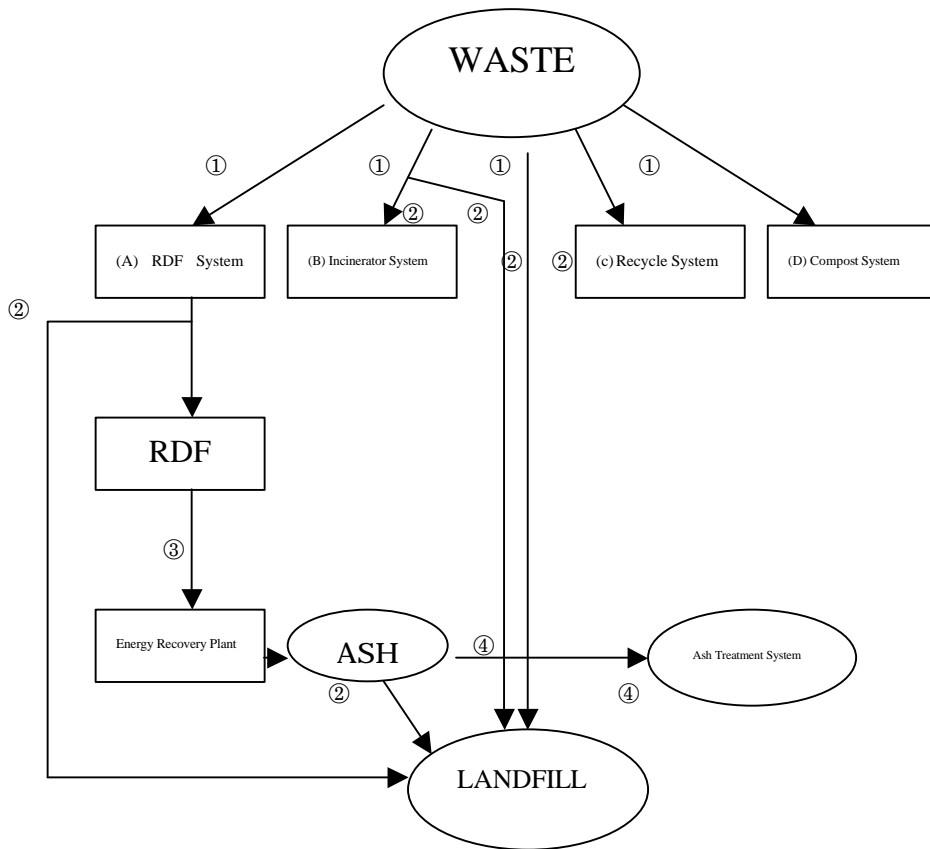 WASTE
① ① ① ①
② ②
(A) RDF System
(B) Incinerator System
② ②
(c) Recycle System
(D) Compost System
②
RDF
③
Energy Recovery Plant
ASH
④
Ash Treatment System
② ④
LANDFILL